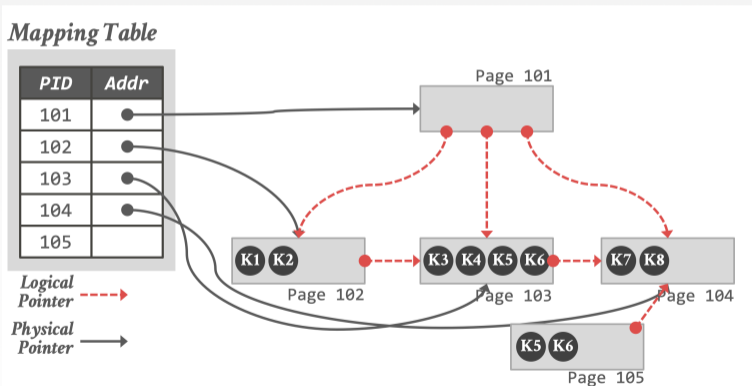 Mapping Table
PID Addr
101
102
103
104
105
Logical
Pointer
Physical
Pointer
Page 101
K1 K2
Page 102
K3 K4 K5 K6
Page 103
K7 K8
Page 104
K5 K6
Page 105